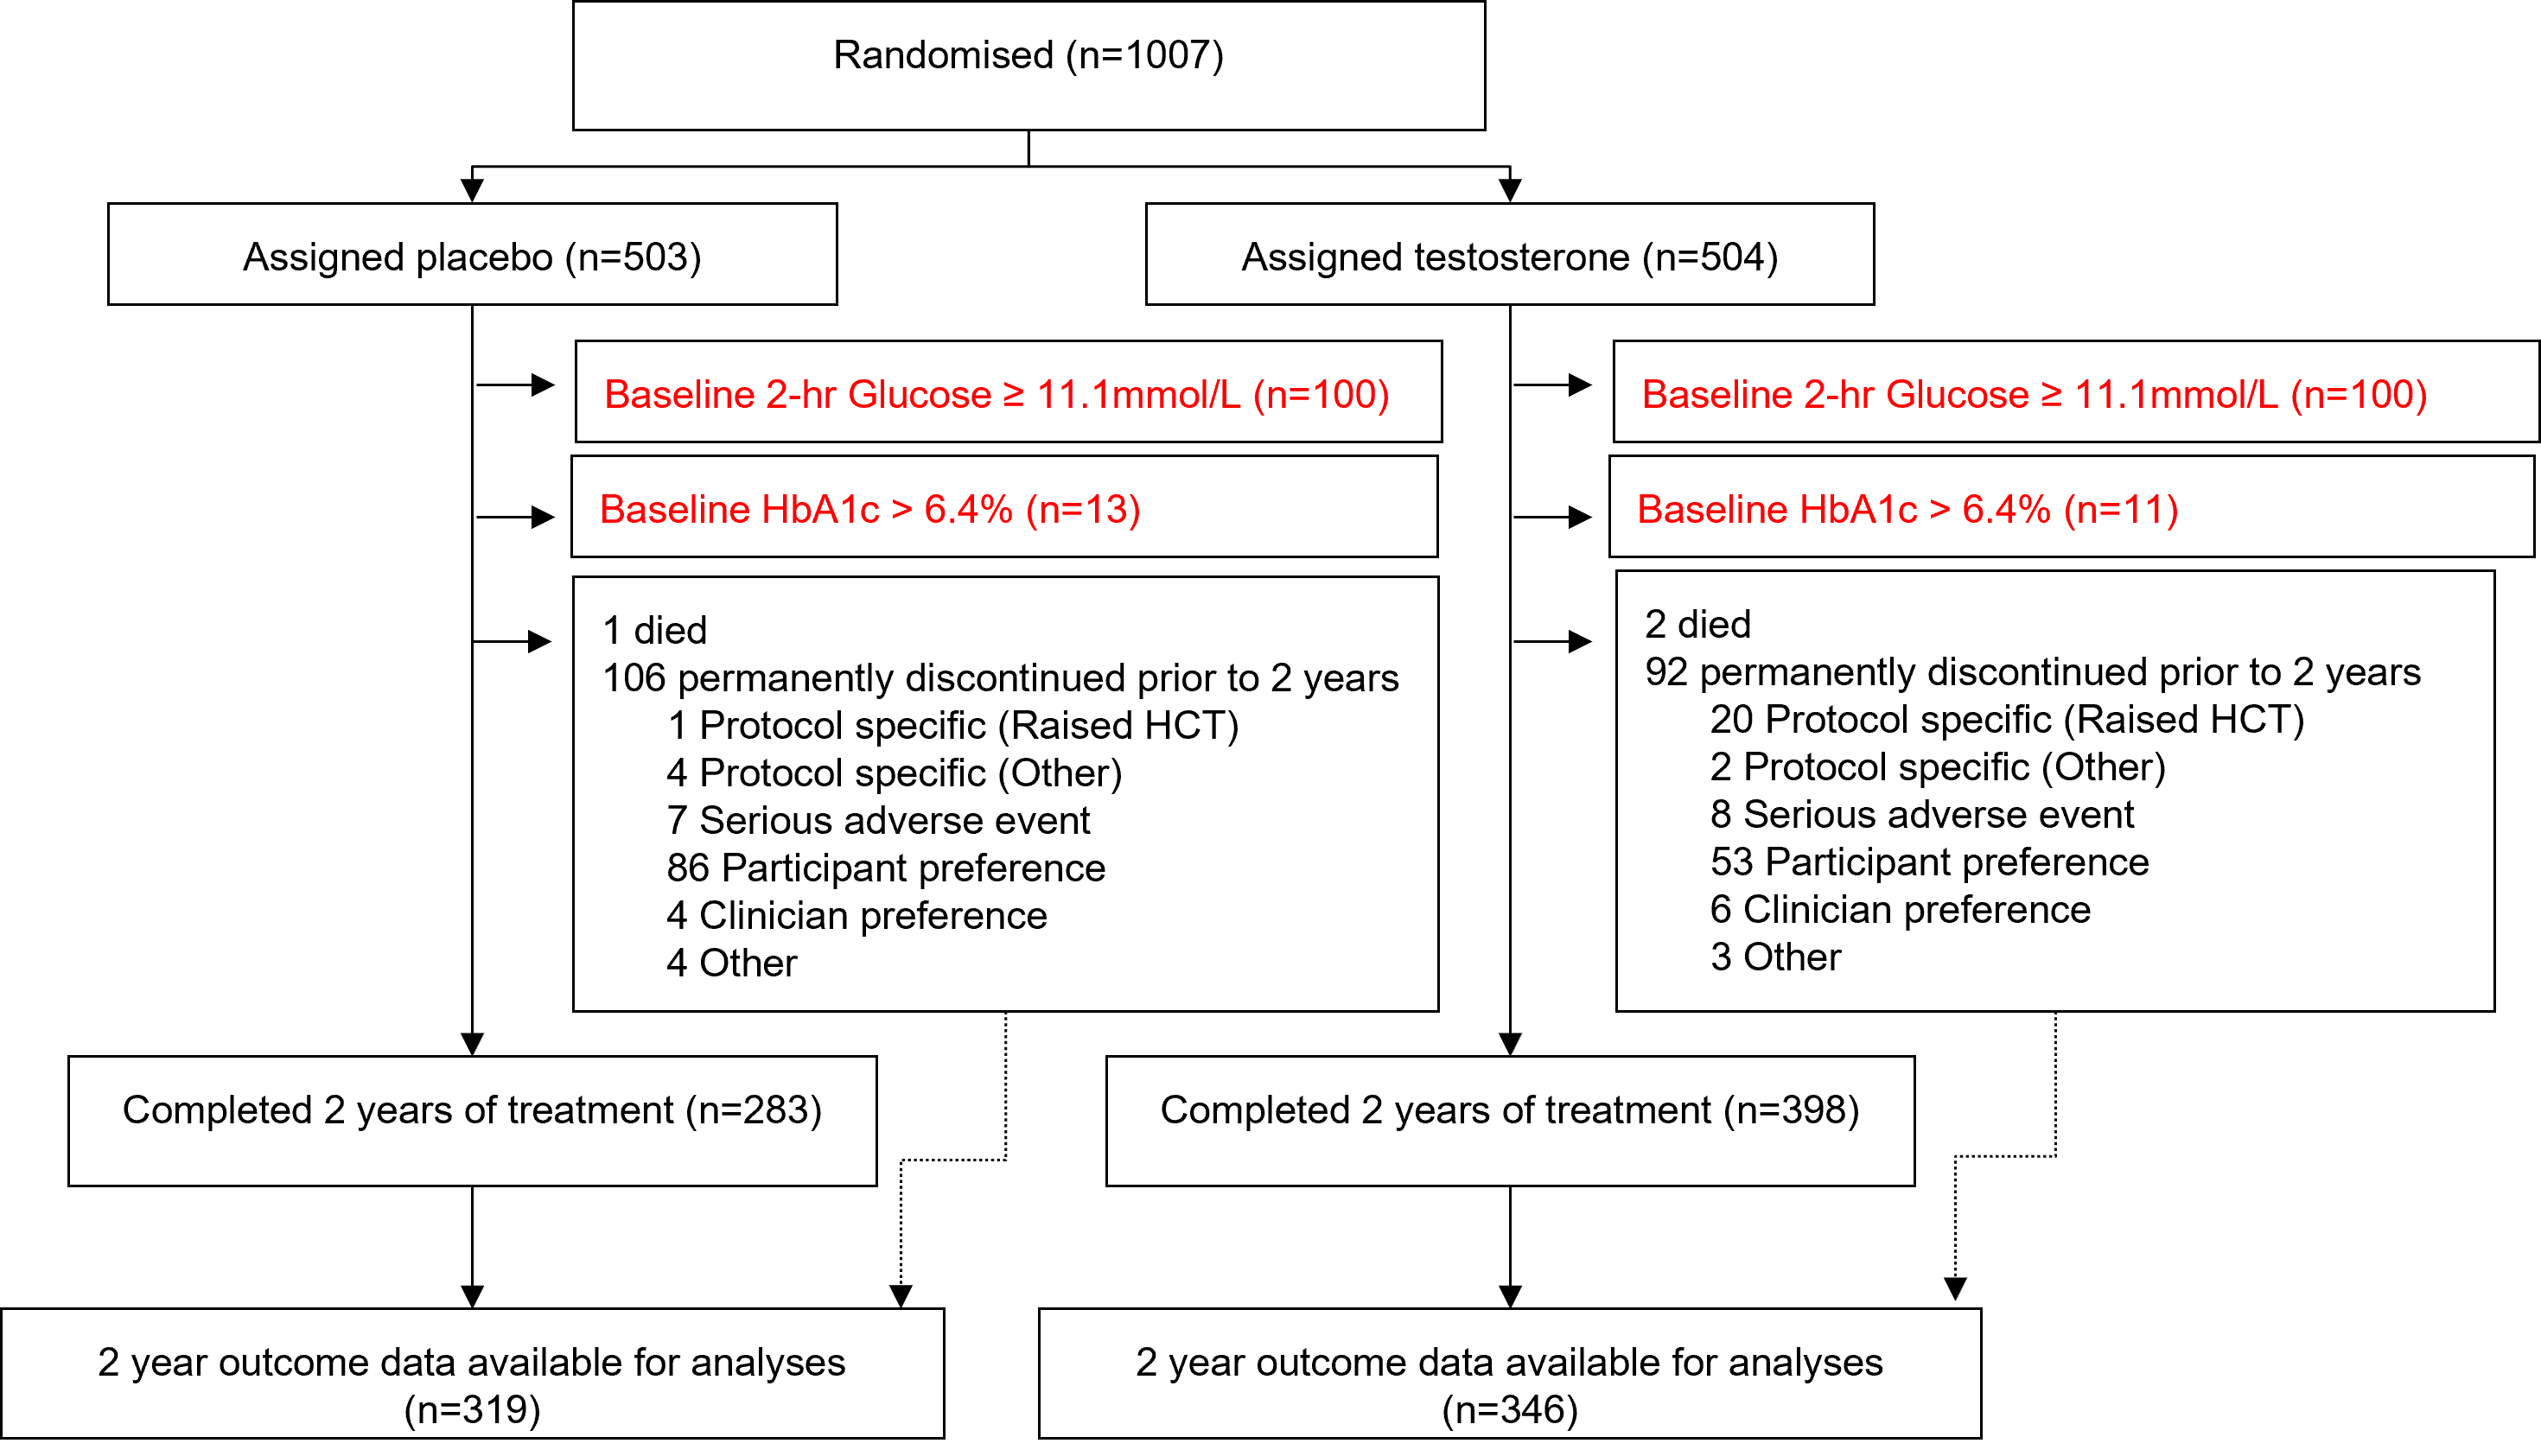 Randomised (n=1007)
Assigned placebo (n=503)
Assigned testosterone (n=504)
Baseline 2-hr Glucose ≥ 11.1mmol/L (n=100)
Baseline 2-hr Glucose ≥ 11.1mmol/L (n=100)
Baseline HbA1c > 6.4% (n=13)
Baseline HbA1c > 6.4% (n=11)
1 died
106 permanently discontinued prior to 2 years
1 Protocol specific (Raised HCT)
4 Protocol specific (Other)
7 Serious adverse event
86 Participant preference
4 Clinician preference
4 Other
2 died
92 permanently discontinued prior to 2 years
20 Protocol specific (Raised HCT)
2 Protocol specific (Other)
8 Serious adverse event
53 Participant preference
6 Clinician preference
3 Other
Completed 2 years of treatment (n=283)
Completed 2 years of treatment (n=398)
2 year outcome data available for analyses
(n=319)
2 year outcome data available for analyses
(n=346)